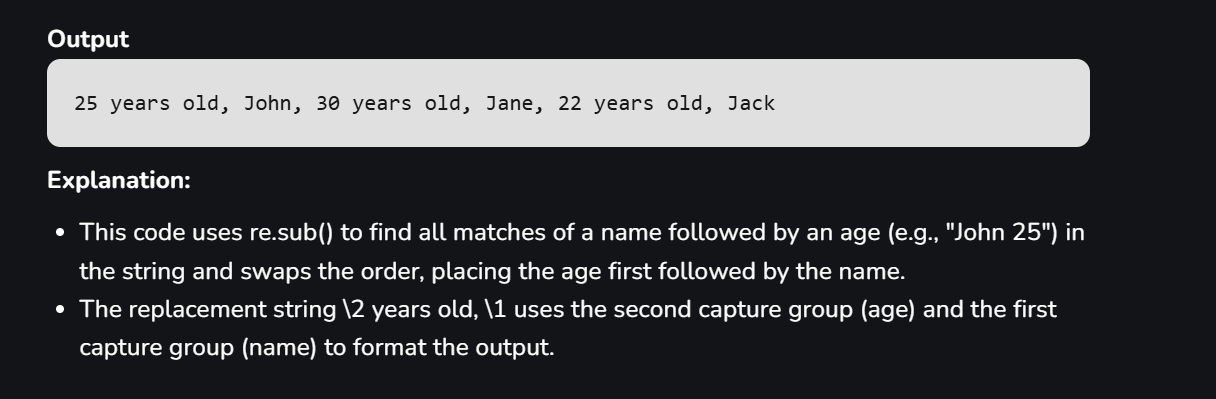 Output
25 years old, John, 30 years old, Jane, 22 years old, Jack
Explanation:
This code uses re.sub() to find all matches of a name followed by an age (e.g., "John 25") in
the string and swaps the order, placing the age first followed by the name.
The replacement string \2 years old, \1 uses the second capture group (age) and the first
capture group (name) to format the output.